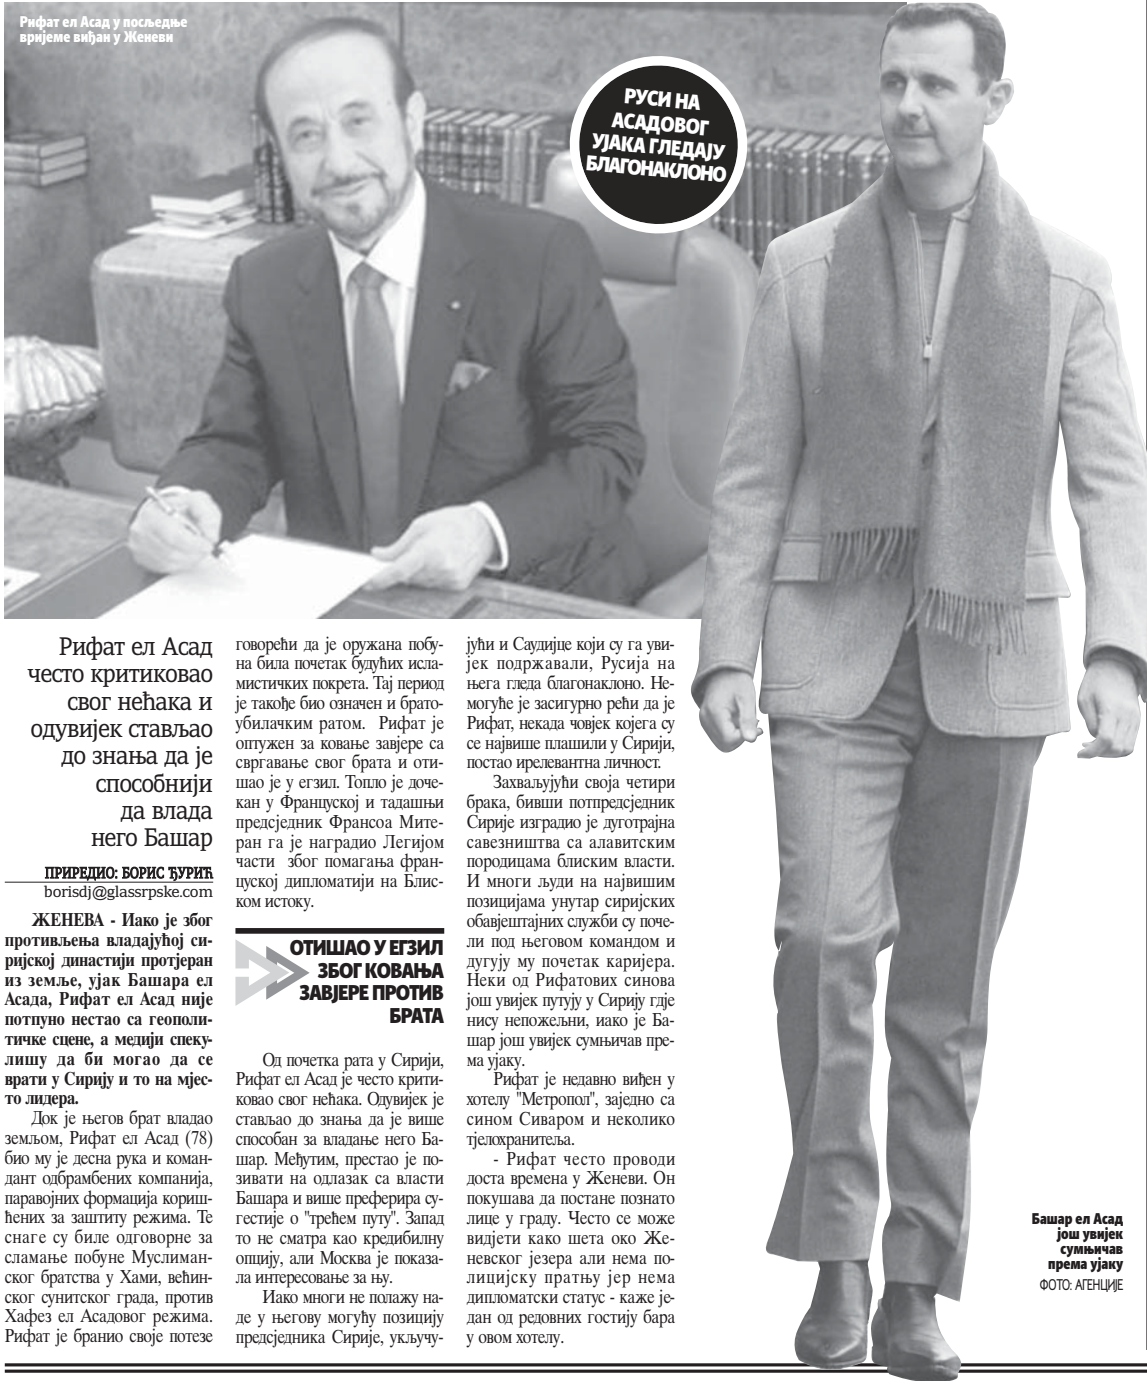 Рифат ел Асад у посљедње
вријеме виђан у Женеви
РУСИ НА
АСАДОВОГ
УЈАКА ГЛЕДАЈУ
БЛАГОНАКЛОНО
Рифат ел Асад
често критиковао
свог нећака и
одувијек стављао
до знања да је
способнији
да влада
него Башар
ПРИРЕДИО: БОРИС ЂУРИЋ
borisdj@glassrpske.com
ЖЕНЕВА - Иако је због
противљења владајућој си-
ријској династији протјеран
из земље, ујак Башара ел
Асада, Рифат ел Асад није
потпуно нестао са геополи-
тичке сцене, а медији спеку-
лишу да би могао да се
врати у Сирију и то на мјес-
то лидера.
Док је његов брат владао
земљом, Рифат ел Асад (78)
био му је десна рука и коман-
дант одбрамбених компанија,
паравојних формација кориш-
ћених за заштиту режима. Те
снаге су биле одговорне за
сламање побуне Муслиман-
ског братства у Хами, већин-
ског сунитског града, против
Хафез ел Асадовог режима.
Рифат је бранио своје потезе
говорећи да је оружана побу-
на била почетак будућих исла-
мистичких покрета. Тај период
је такође био означен и брато-
убилачким ратом. Рифат је
оптужен за ковање завјере са
свргавање свог брата и оти-
шао је у егзил. Топло је доче-
кан у Француској и тадашњи
предсједник Франсоа Мите-
ран га је наградио Легијом
части због помагања фран-
цуској дипломатији на Блис-
ком истоку.
ОТИШАО У ЕГЗИЛ
ЗБОГ КОВАЊА
ЗАВЈЕРЕ ПРОТИВ
БРАТА
Од почетка рата у Сирији,
Рифат ел Асад је често крити-
ковао свог нећака. Одувијек је
стављао до знања да је више
способан за владање него Ба-
шар. Међутим, престао је по-
зивати на одлазак са власти
Башара и више преферира су-
гестије о "трећем путу". Запад
то не сматра као кредибилну
опцију, али Москва је показа-
ла интересовање за њу.
Иако многи не полажу на-
де у његову могућу позицију
предсједника Сирије, укључу-
јући и Саудијце који су га уви-
јек подржавали, Русија на
њега гледа благонаклоно. Не-
могуће је засигурно рећи да је
Рифат, некада човјек којега су
се највише плашили у Сирији,
постао ирелевантна личност.
Захваљујући своја четири
брака, бивши потпредсједник
Сирије изградио је дуготрајна
савезништва са алавитским
породицама блиским власти.
И многи људи на највишим
позицијама унутар сиријских
обавјештајних служби су поче-
ли под његовом командом и
дугују му почетак каријера.
Неки од Рифатових синова
још увијек путују у Сирију гдје
нису непожељни, иако је Ба-
шар још увијек сумњичав пре-
ма ујаку.
Рифат је недавно виђен у
хотелу "Метропол", заједно са
сином Сиваром и неколико
тјелохранитеља.
- Рифат често проводи
доста времена у Женеви. Он
покушава да постане познато
лице у граду. Често се може
видјети како шета око Же-
невског језера али нема по-
лицијску пратњу јер нема
дипломатски статус - каже је-
дан од редовних гостију бара
у овом хотелу.
Башар ел Асад
још увијек
сумњичав
према ујаку
ФОТО: АГЕНЦИЈЕ